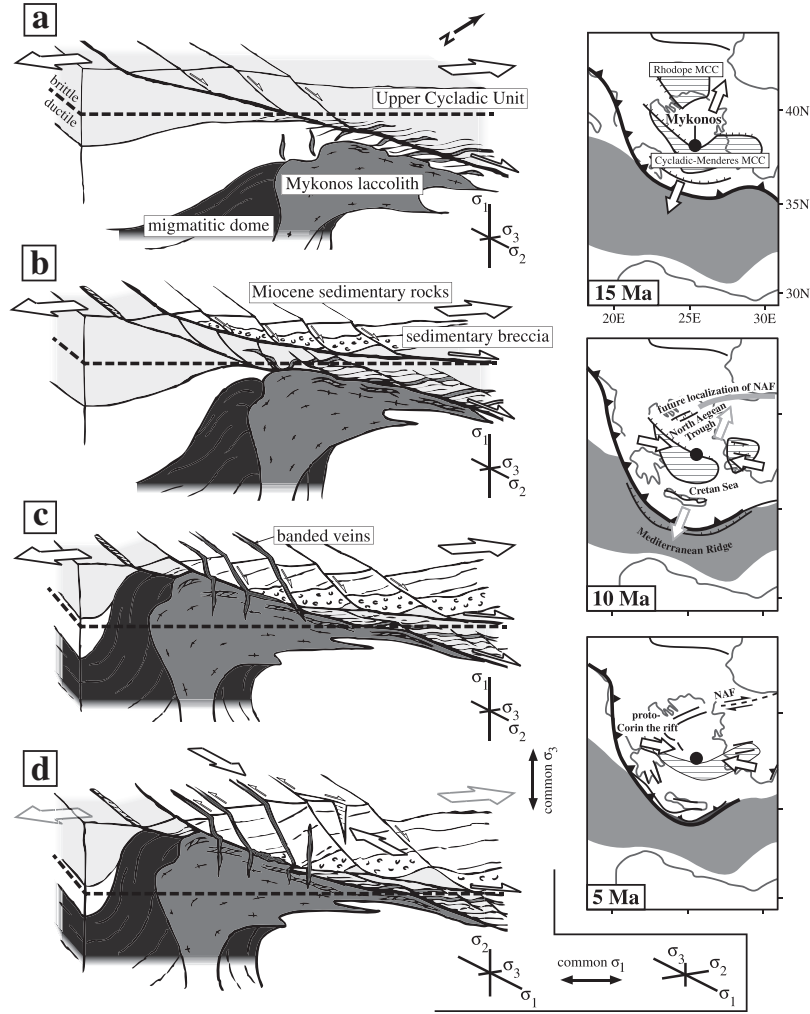 a
N
brittle
ductile
Upper Cycladic Unit
Mykonos laccolith
migmatitic dome
σ1
σ3
σ2
b
Miocene sedimentary rocks
sedimentary breccia
σ1
σ3
σ2
c
banded veins
σ1
σ3
σ2
d
common σ3
σ2
σ3
σ1
common σ1
σ3
σ2
σ1
Rhodope MCC
Mykonos
Cycladic-Menderes MCC
40N
35N
30N
15 Ma
20E
25E
30E
future localization of NAF
North Aegean
Trough
Cretan Sea
Mediterranean Ridge
10 Ma
NAF
proto-
Corin the rift
5 Ma